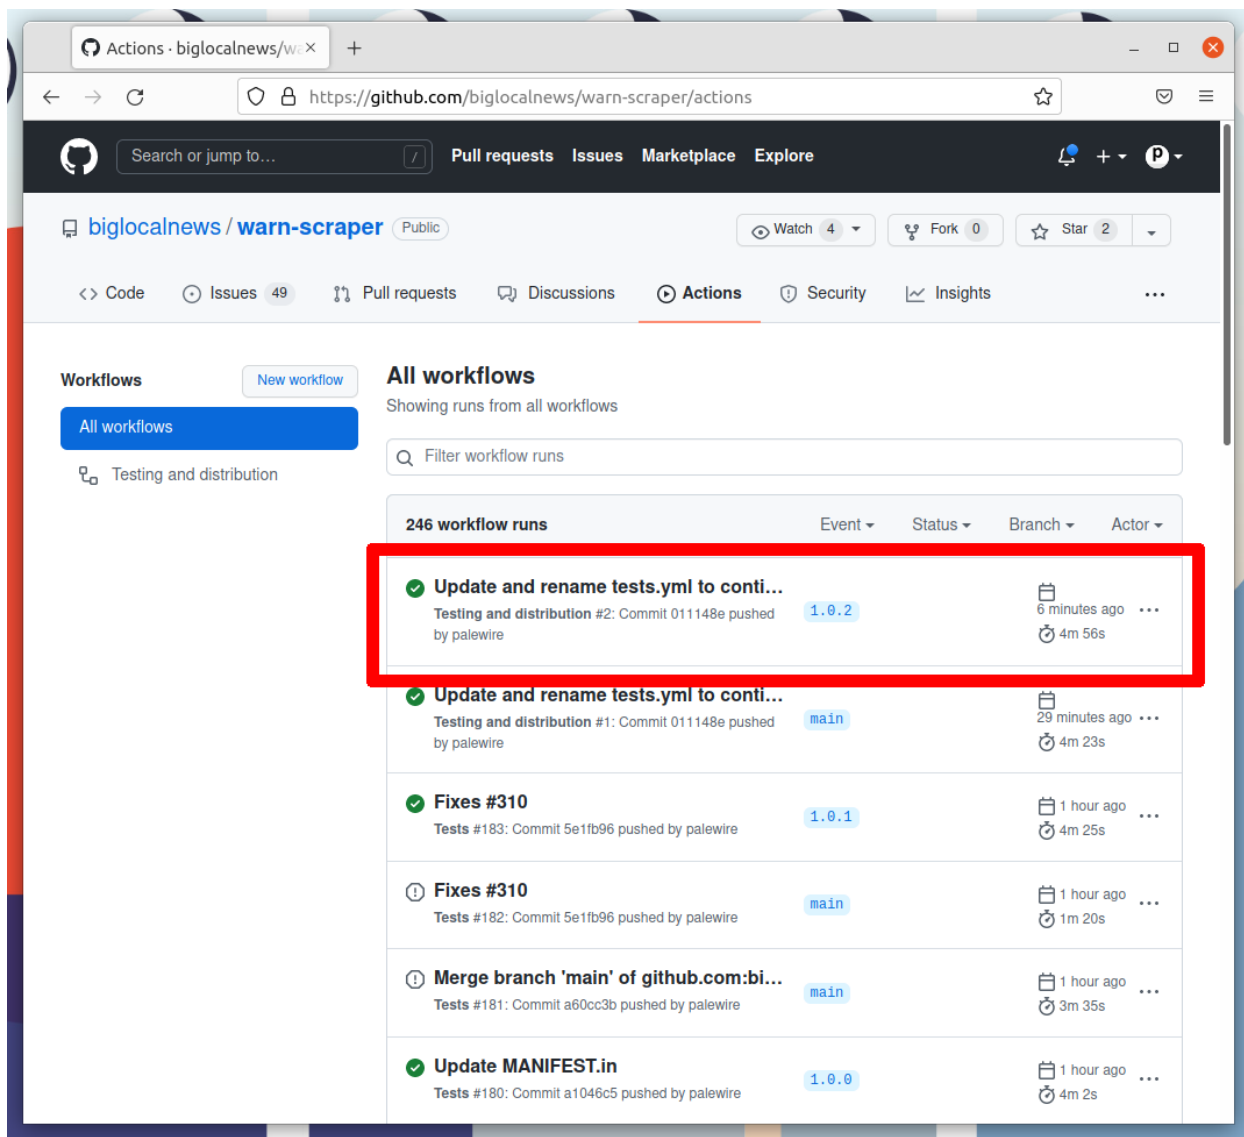 Actions · biglocalnews/wa
https://github.com/biglocalnews/warn-scraper/actions
Search or jump to…
/
Pull requests
Issues
Marketplace
Explore
p
biglocalnews / warn-scraper
Public
Watch 4
Fork 0
Star 2
Code
Issues 49
Pull requests
Discussions
Actions
Security
Insights
Workflows
New workflow
All workflows
Testing and distribution
All workflows
Showing runs from all workflows
Filter workflow runs
246 workflow runs
Event
Status
Branch
Actor
Update and rename tests.yml to conti…
Testing and distribution #2: Commit 011148e pushed
by palewire
1.0.2
6 minutes ago
4m 56s
Update and rename tests.yml to conti…
Testing and distribution #1: Commit 011148e pushed
by palewire
main
29 minutes ago
4m 23s
Fixes #310
Tests #183: Commit 5e1fb96 pushed by palewire
1.0.1
1 hour ago
4m 25s
Fixes #310
Tests #182: Commit 5e1fb96 pushed by palewire
main
1 hour ago
1m 20s
Merge branch 'main' of github.com:bi…
Tests #181: Commit a60cc3b pushed by palewire
main
1 hour ago
3m 35s
Update MANIFEST.in
Tests #180: Commit a1046c5 pushed by palewire
1.0.0
1 hour ago
4m 2s